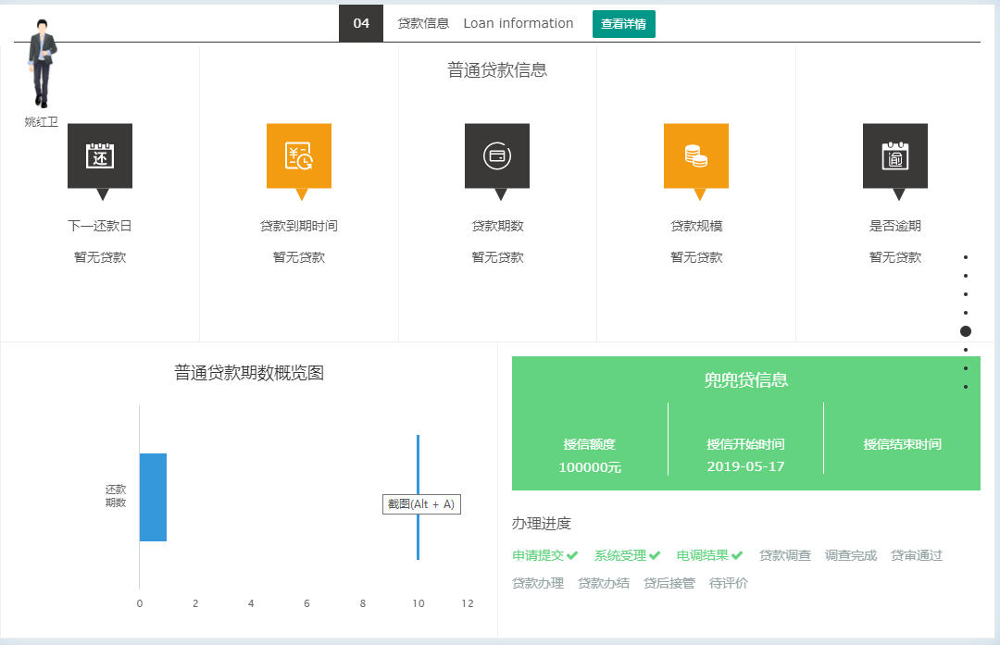 04 贷款信息 Loan information 查看详情
姚红卫
普通贷款信息
还
下一还款日
暂无贷款
贷款到期时间
暂无贷款
贷款期数
暂无贷款
贷款规模
暂无贷款
逾
是否逾期
暂无贷款
普通贷款期数概览图
还款
期数
截图(Alt + A)
0 2 4 6 8 10 12
兜兜贷信息
授信额度
100000元
授信开始时间
2019-05-17
授信结束时间
办理进度
申请提交 系统受理 电调结果 贷款调查 调查完成 贷审通过
贷款办理 贷款办结 贷后接管 待评价